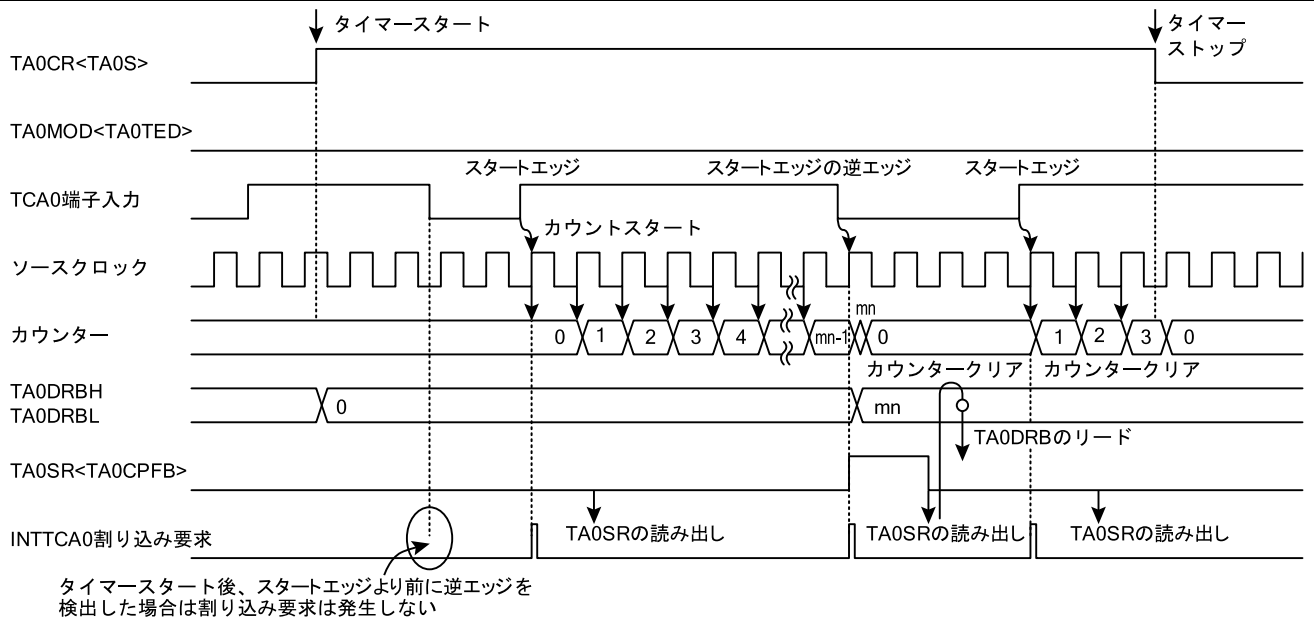 タイマースタート
タイマー
ストップ
TA0CR<TA0S>
TA0MOD<TA0TED>
スタートエッジ
スタートエッジの逆エッジ
スタートエッジ
TCA0端子入力
カウントスタート
ソースクロック
mn
カウンター
0
1
2
3
4
mn-1
0
1
2
3
0
カウンタークリア
カウンタークリア
TA0DRBH
TA0DRBL
0
mn
TA0DRBのリード
TA0SR<TA0CPFB>
INTTCA0割り込み要求
TA0SRの読み出し
TA0SRの読み出し
TA0SRの読み出し
タイマースタート後、スタートエッジより前に逆エッジを
検出した場合は割り込み要求は発生しない